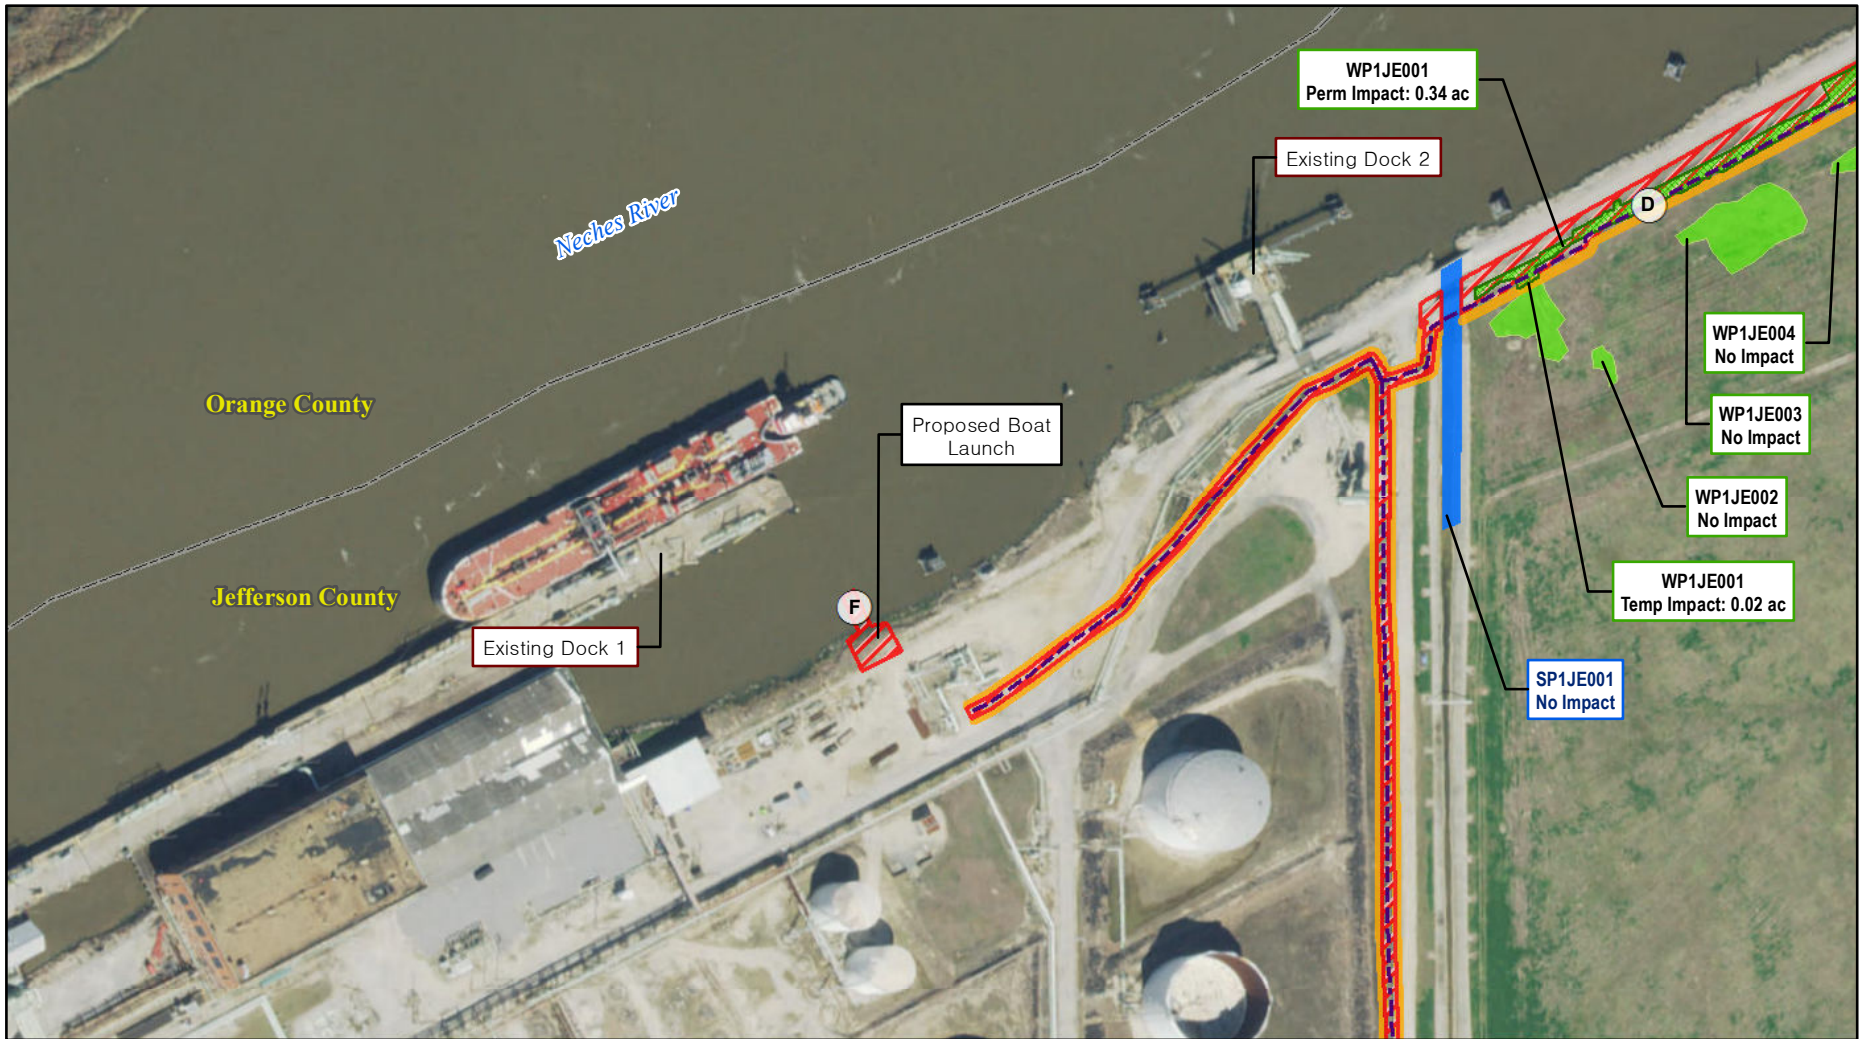 WP1JE001
Perm Impact: 0.34 ac
Existing Dock 2
D
Neches River
WP1JE004
No Impact
Orange County
WP1JE003
No Impact
Proposed Boat
Launch
WP1JE002
No Impact
Jefferson County
F
WP1JE001
Temp Impact: 0.02 ac
Existing Dock 1
SP1JE001
No Impact